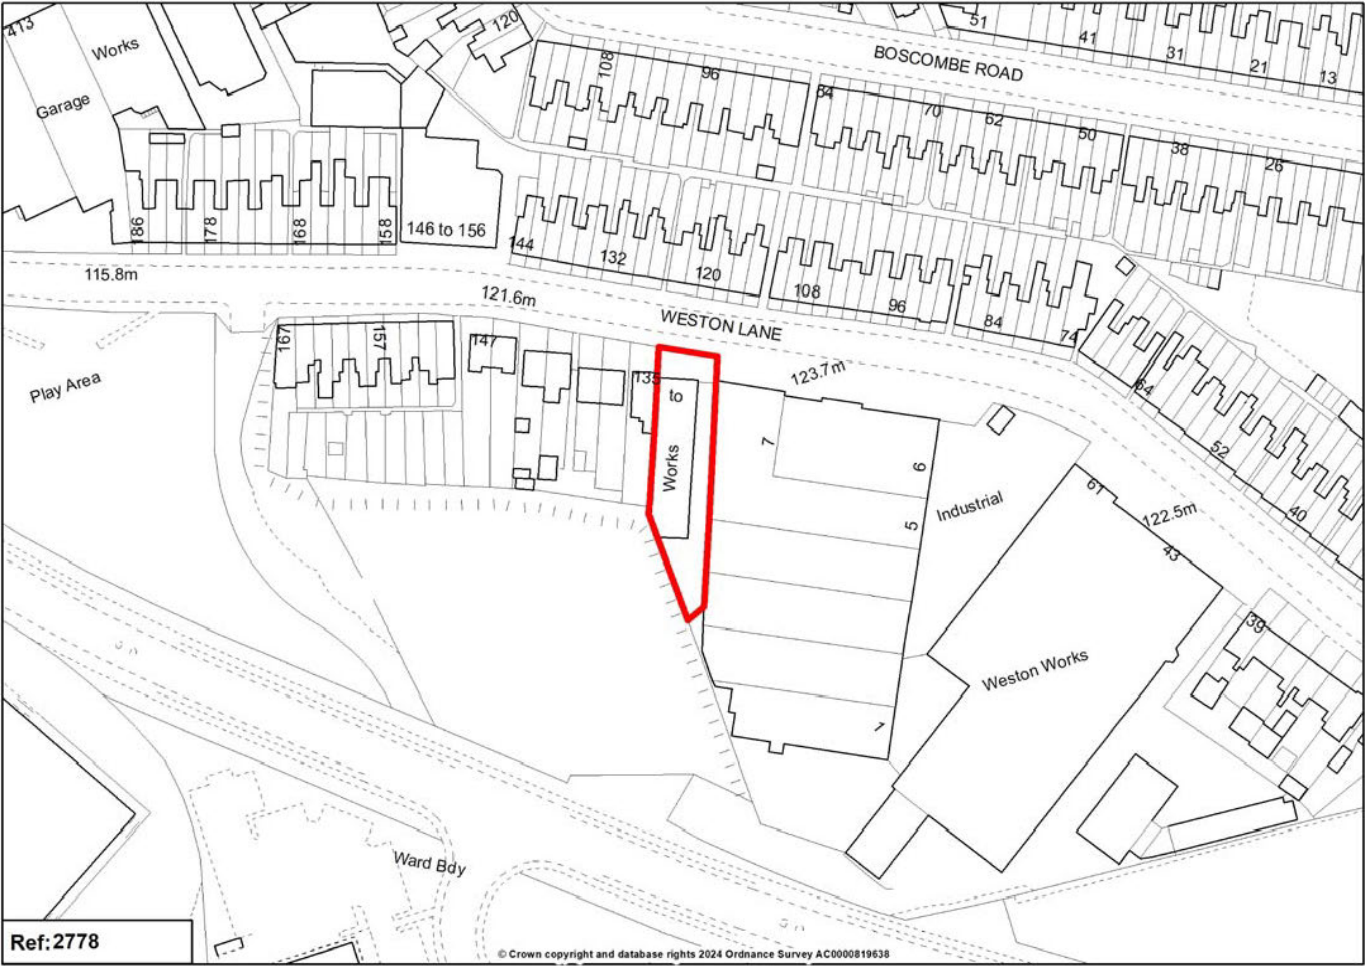 413
Works
120
51
41
31
21
13
BOSCOMBE ROAD
Garage
108
96
84
70
62
50
38
26
186
178
168
158
146 to 156
144
132
120
108
96
84
74
64
52
40
115.8m
121.6m
WESTON LANE
123.7m
122.5m
167
157
147
135
to
Works
Play Area
7
6
5
1
Industrial
61
43
39
Weston Works
Ward Bdy
Ref:2778
© Crown copyright and database rights 2024 Ordnance Survey AC0000819638